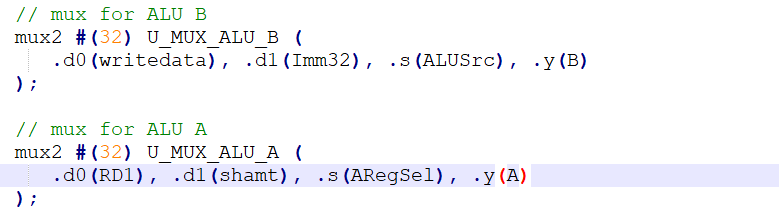 // mux for ALU B
mux2 #(32) U_MUX_ALU_B (
.d0(writedata), .d1(Imm32), .s(ALUSrc), .y(B)
);
// mux for ALU A
mux2 #(32) U_MUX_ALU_A (
.d0(RD1), .d1(shamt), .s(ARegSel), .y(A)
);